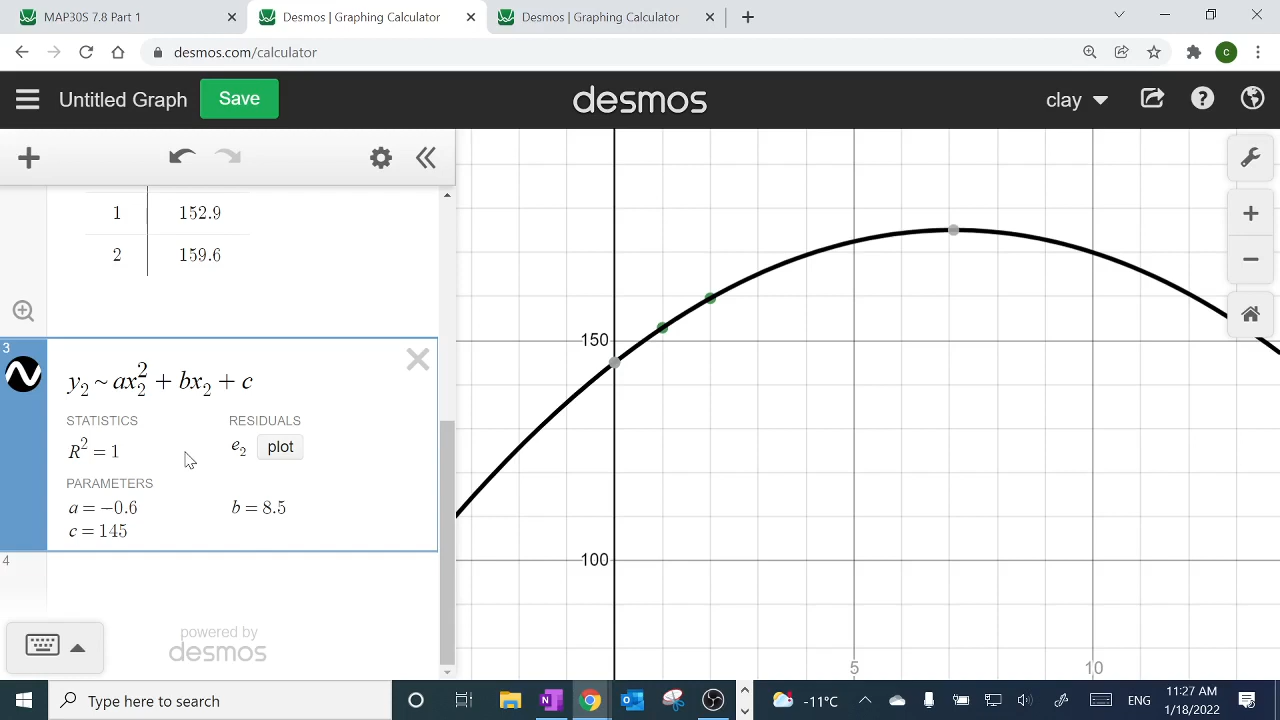 MAP30S 7.8 Part 1
Desmos | Graphing Calculator
Desmos | Graphing Calculator
desmos.com/calculator
C
Untitled Graph
Save
desmos
clay
1 152.9
2 159.6
3
y₂ ~ ax₂² + bx₂ + c
STATISTICS RESIDUALS
R² = 1 e₂ plot
PARAMETERS
a = −0.6 b = 8.5
c = 145
4
powered by
desmos
150
100
5 10
Type here to search
-11°C
ENG
11:27 AM
1/18/2022